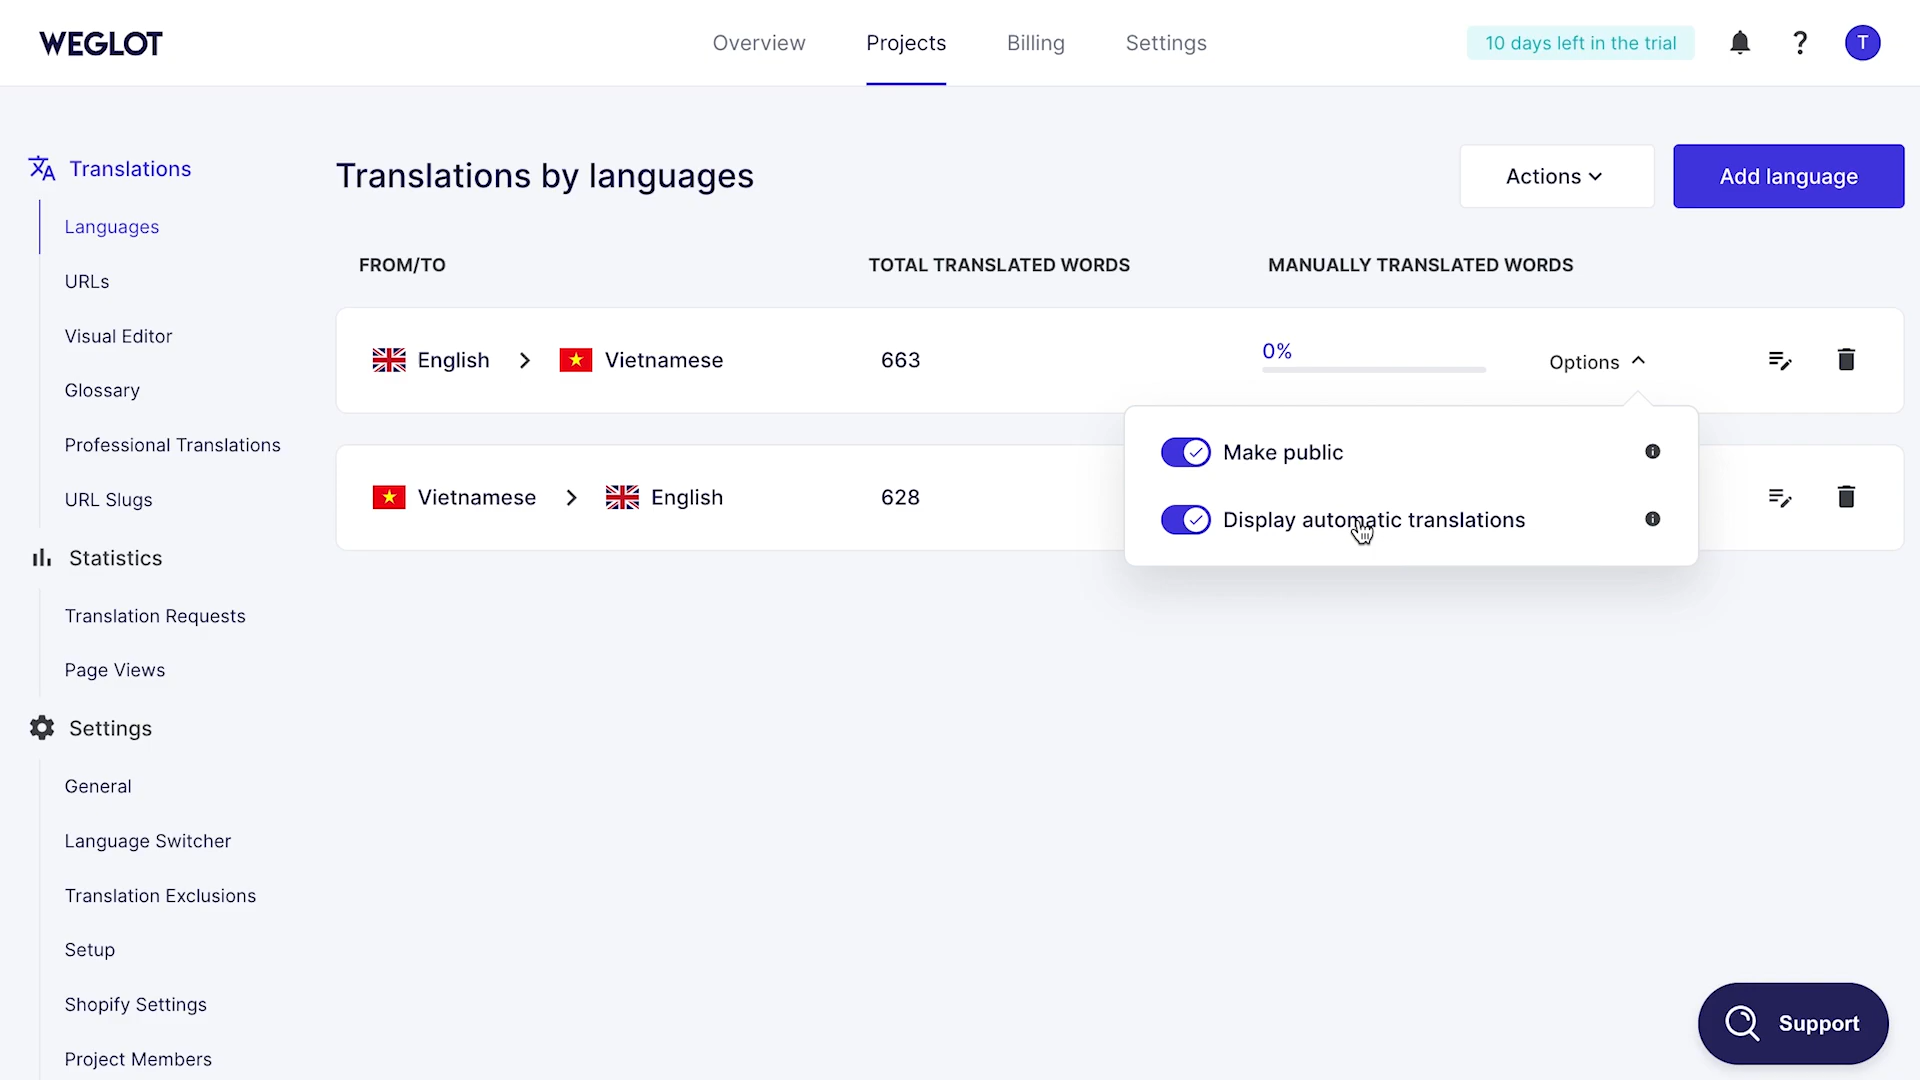 WEGLOT
Overview
Projects
Billing
Settings
10 days left in the trial
?
T
Translations
Languages
URLs
Visual Editor
Glossary
Professional Translations
URL Slugs
Statistics
Translation Requests
Page Views
Settings
General
Language Switcher
Translation Exclusions
Setup
Shopify Settings
Project Members
Translations by languages
Actions
Add language
FROM/TO
TOTAL TRANSLATED WORDS
MANUALLY TRANSLATED WORDS
English > Vietnamese
663
0%
Options
Make public
Display automatic translations
Vietnamese > English
628
Support